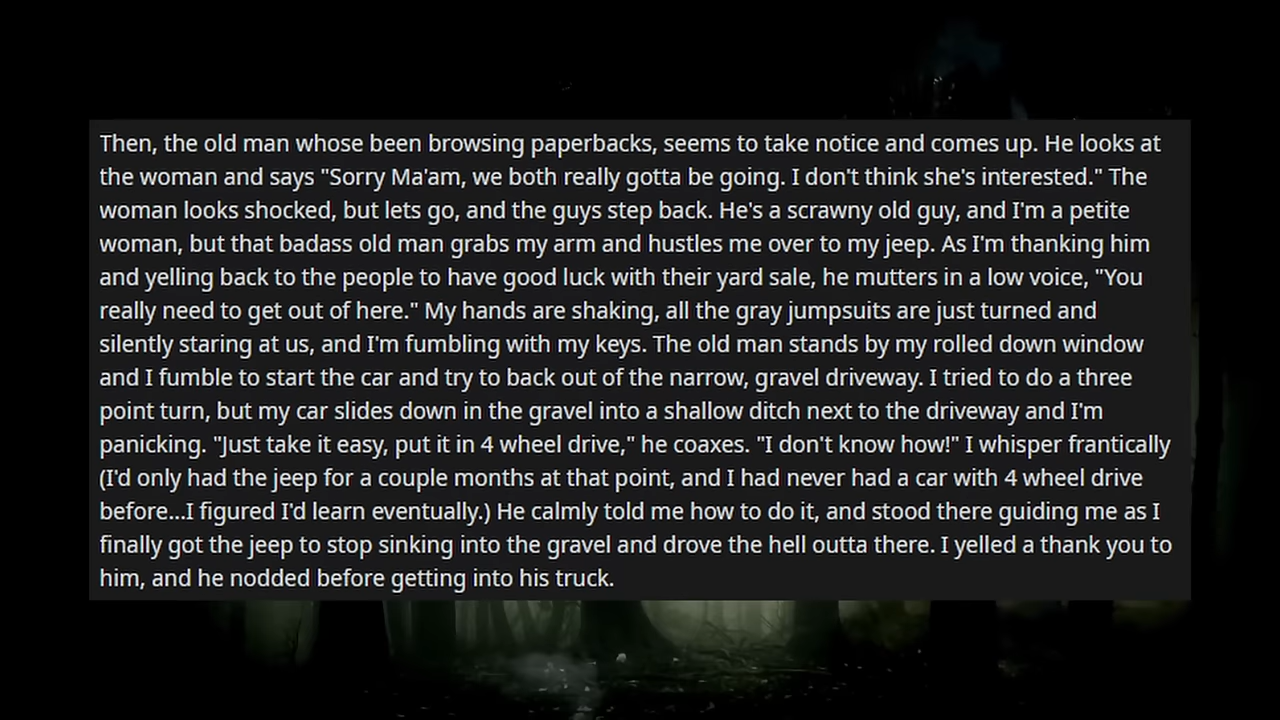 Then, the old man whose been browsing paperbacks, seems to take notice and comes up. He looks at
the woman and says "Sorry Ma'am, we both really gotta be going. I don't think she's interested." The
woman looks shocked, but lets go, and the guys step back. He's a scrawny old guy, and I'm a petite
woman, but that badass old man grabs my arm and hustles me over to my jeep. As I'm thanking him
and yelling back to the people to have good luck with their yard sale, he mutters in a low voice, "You
really need to get out of here." My hands are shaking, all the gray jumpsuits are just turned and
silently staring at us, and I'm fumbling with my keys. The old man stands by my rolled down window
and I fumble to start the car and try to back out of the narrow, gravel driveway. I tried to do a three
point turn, but my car slides down in the gravel into a shallow ditch next to the driveway and I'm
panicking. "Just take it easy, put it in 4 wheel drive," he coaxes. "I don't know how!" I whisper frantically
(I'd only had the jeep for a couple months at that point, and I had never had a car with 4 wheel drive
before...I figured I'd learn eventually.) He calmly told me how to do it, and stood there guiding me as I
finally got the jeep to stop sinking into the gravel and drove the hell outta there. I yelled a thank you to
him, and he nodded before getting into his truck.